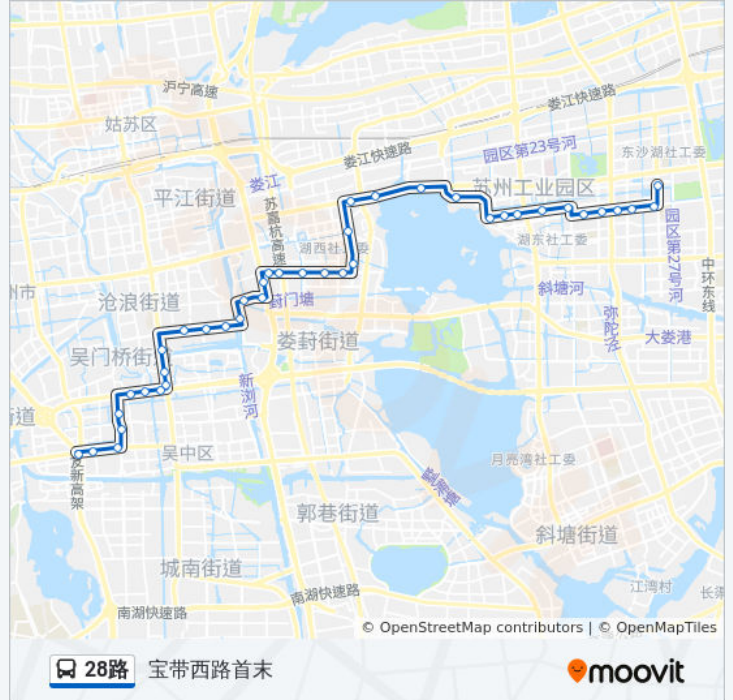 沪宁高速
娄江快速路
姑苏区
园区第23号河
东沙湖社工委
娄江快速路
娄江
苏州工业园区
平江街道
苏嘉杭高速
园区第27号河
湖东社工委
湖西社
委
中环东线
州市
斜塘河
沧浪街道
葑门塘
弥陀泾
大娄港
娄葑街道
吴门桥街
新浏河
街道
吴中区
月亮湾社工委
友新高架
郭巷街道
斜塘街道
城南街道
江湾村
南湖快速路
南湖快速路
© OpenStreetMap contributors | © OpenMapTiles
28路 宝带西路首末
moovit